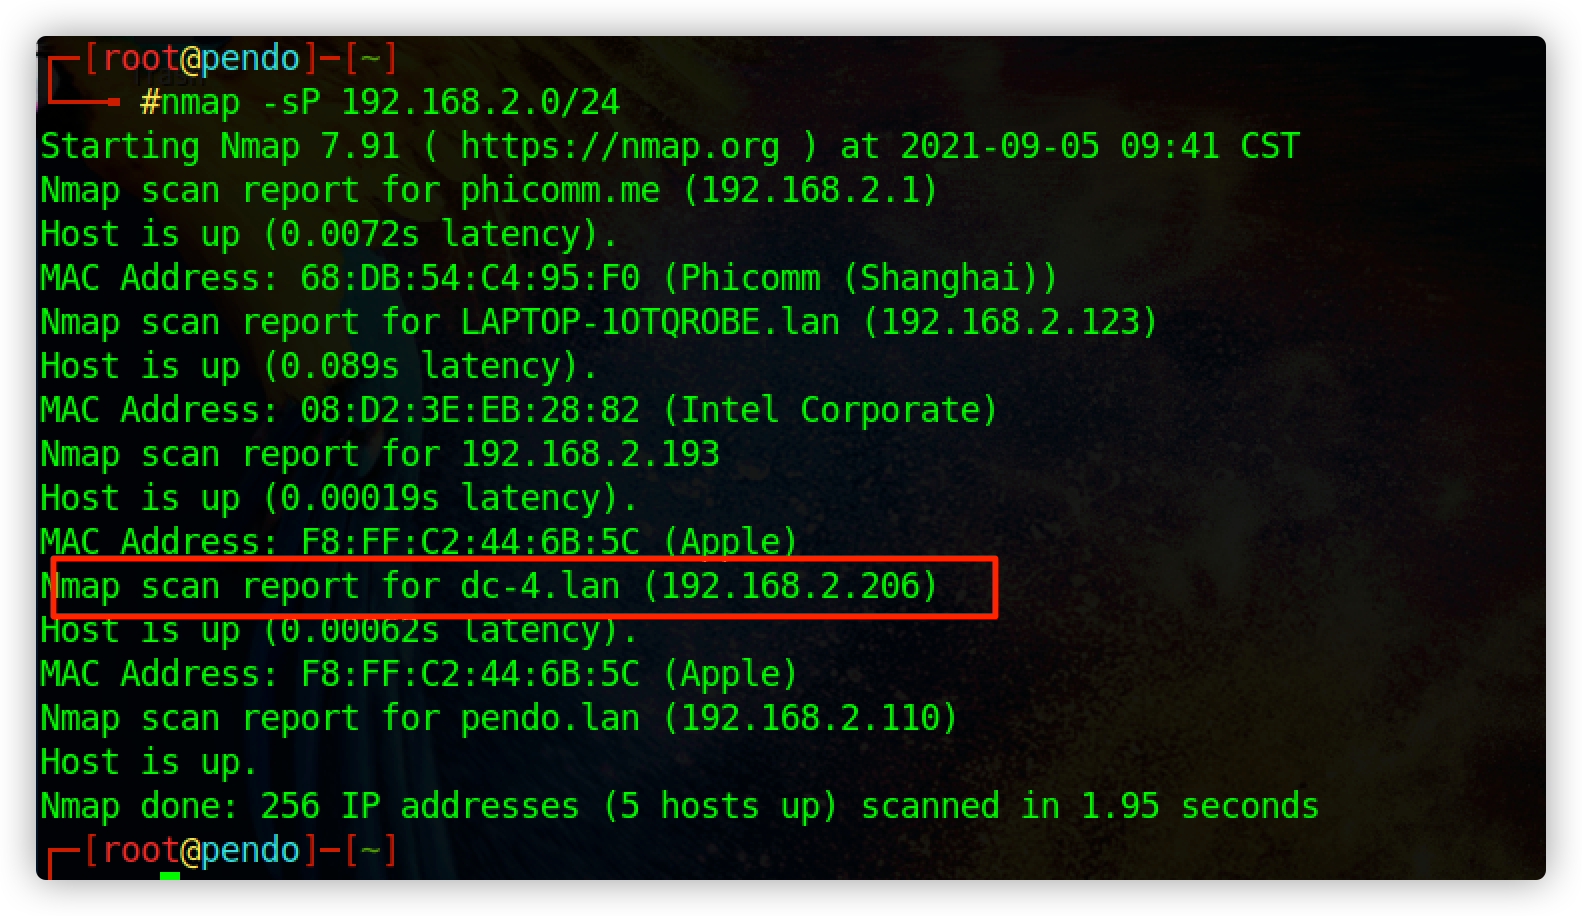 [root@pendo]─[~]
#nmap -sP 192.168.2.0/24
Starting Nmap 7.91 ( https://nmap.org ) at 2021-09-05 09:41 CST
Nmap scan report for phicomm.me (192.168.2.1)
Host is up (0.0072s latency).
MAC Address: 68:DB:54:C4:95:F0 (Phicomm (Shanghai))
Nmap scan report for LAPTOP-1OTQROBE.lan (192.168.2.123)
Host is up (0.089s latency).
MAC Address: 08:D2:3E:EB:28:82 (Intel Corporate)
Nmap scan report for 192.168.2.193
Host is up (0.00019s latency).
MAC Address: F8:FF:C2:44:6B:5C (Apple)
Nmap scan report for dc-4.lan (192.168.2.206)
Host is up (0.00062s latency).
MAC Address: F8:FF:C2:44:6B:5C (Apple)
Nmap scan report for pendo.lan (192.168.2.110)
Host is up.
Nmap done: 256 IP addresses (5 hosts up) scanned in 1.95 seconds
[root@pendo]─[~]